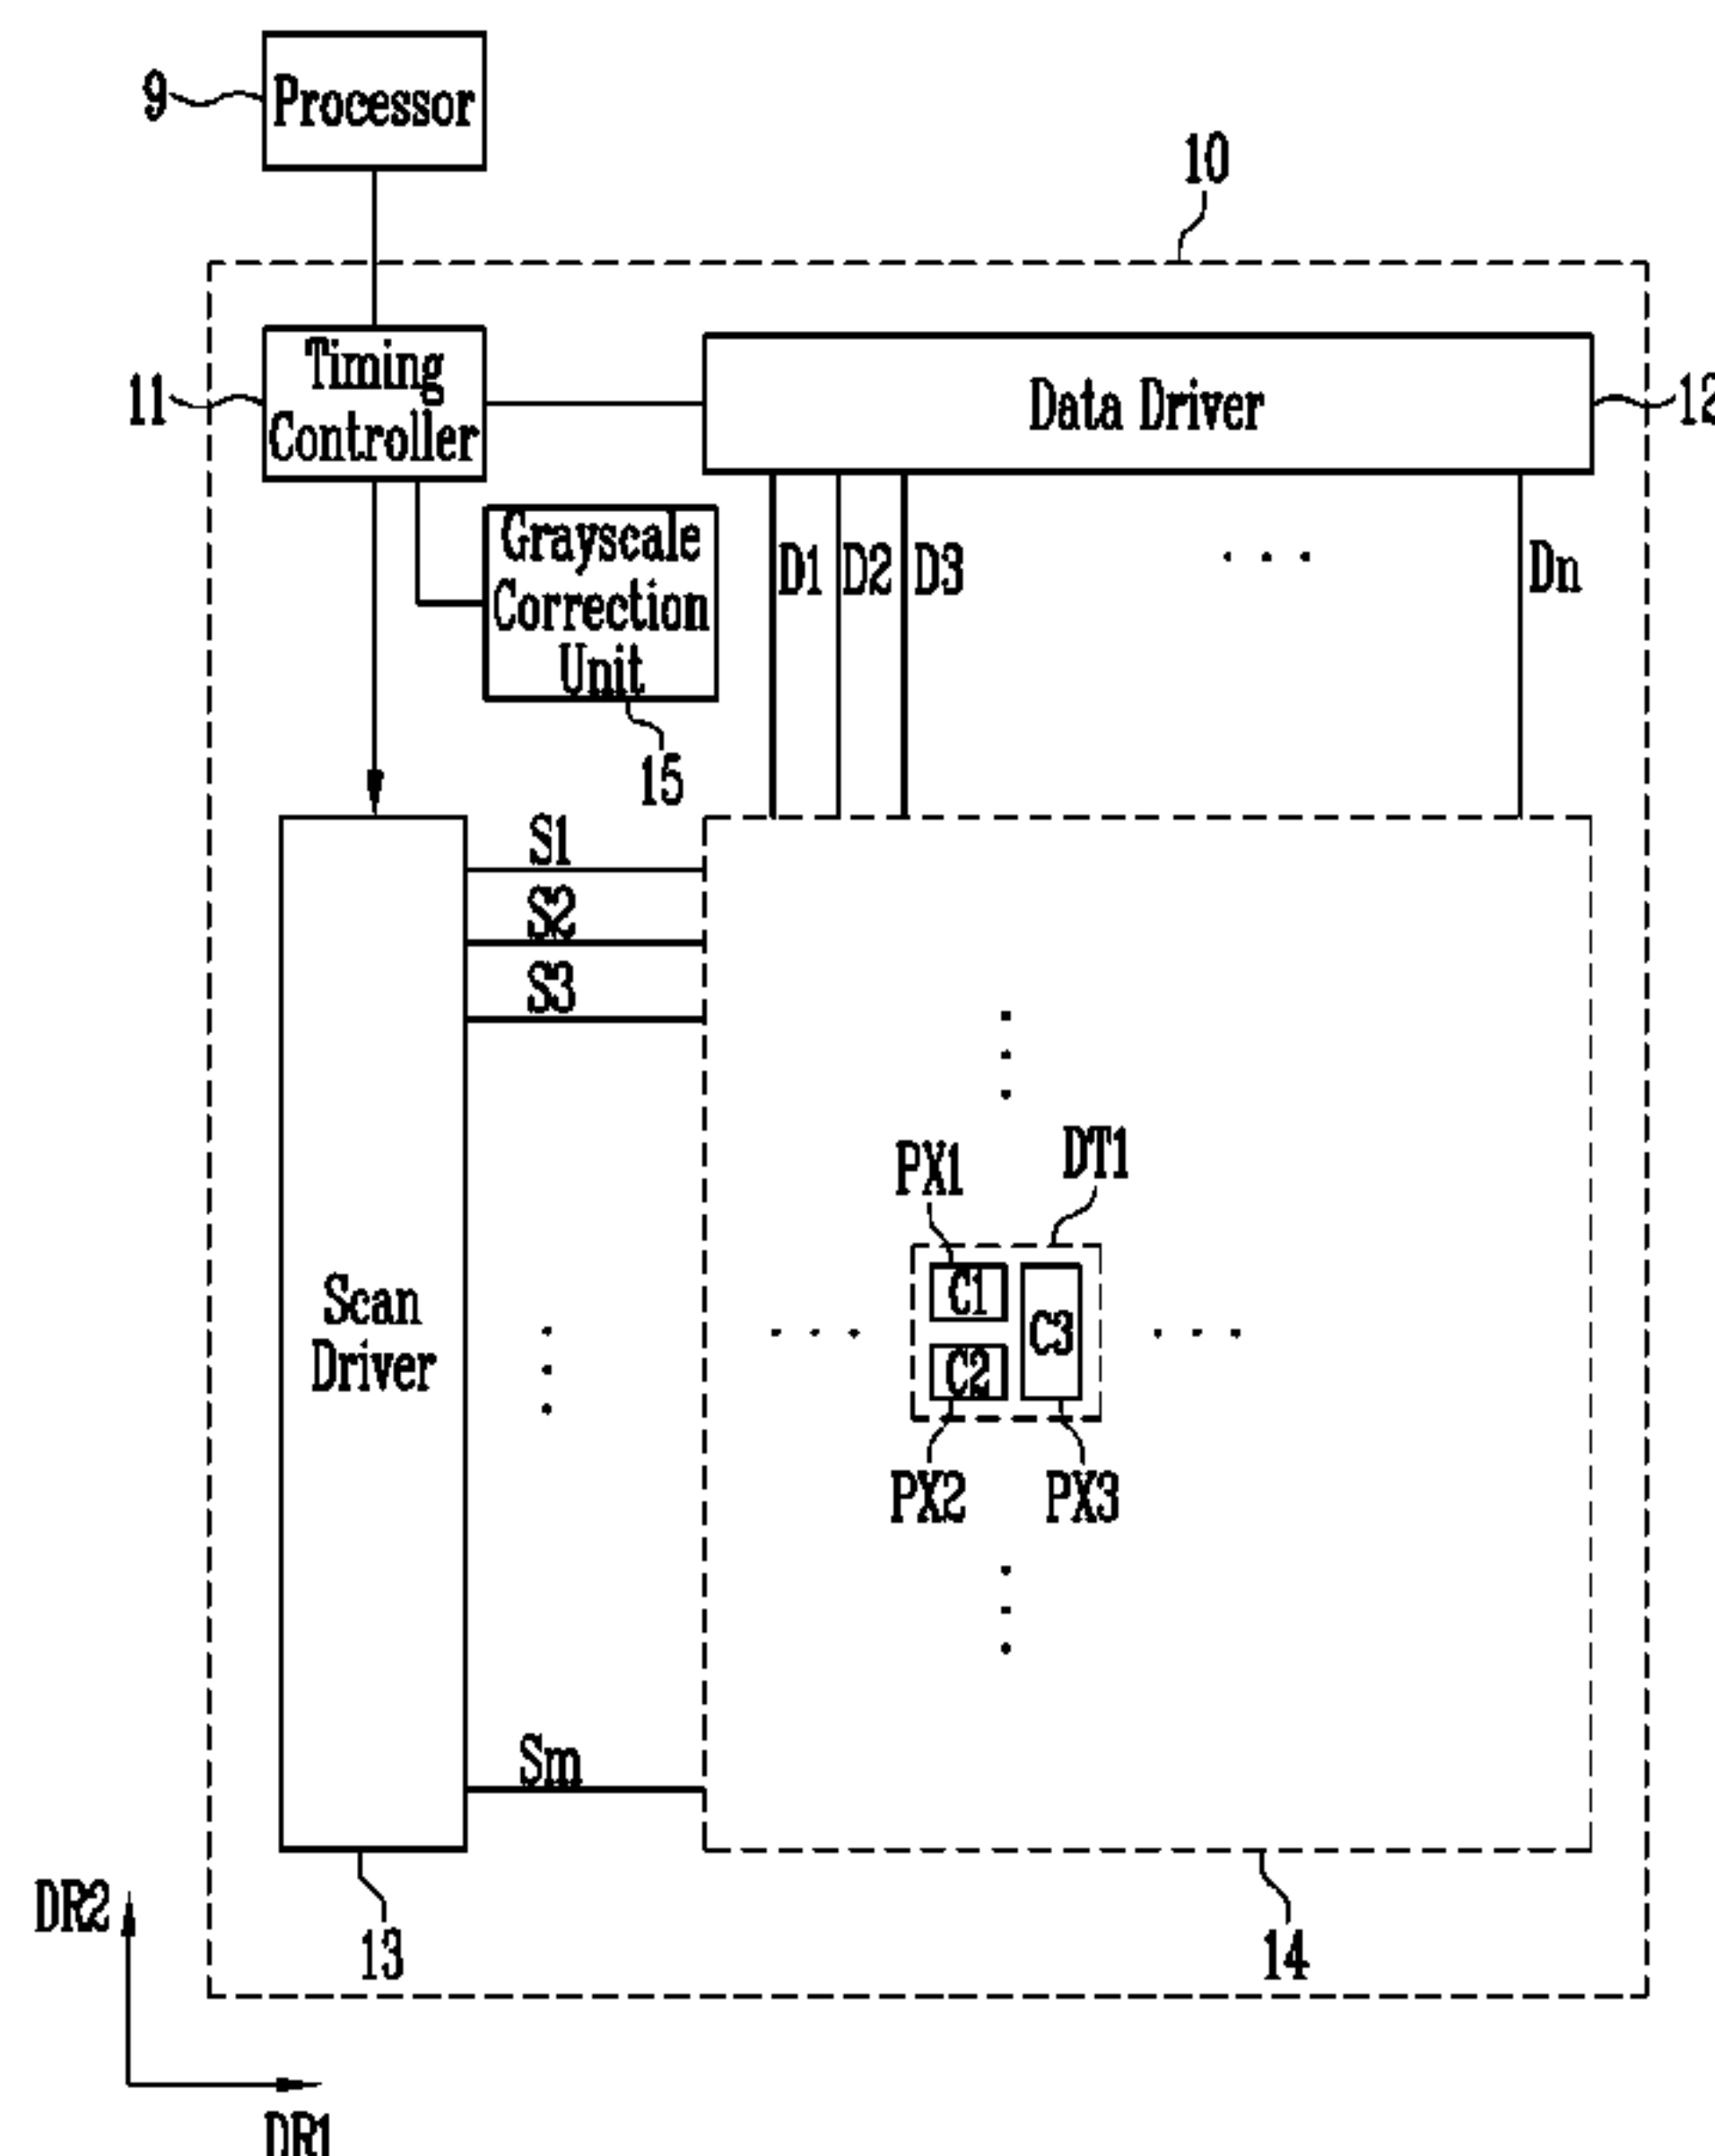 9
Processor
10
11
Timing
Controller
Data Driver
12
Grayscale
Correction
Unit
15
D1
D2
D3
Dn
S1
S2
S3
Sm
Scan
Driver
13
PX1
DT1
C1
C2
C3
PX2
PX3
14
DR2
DR1